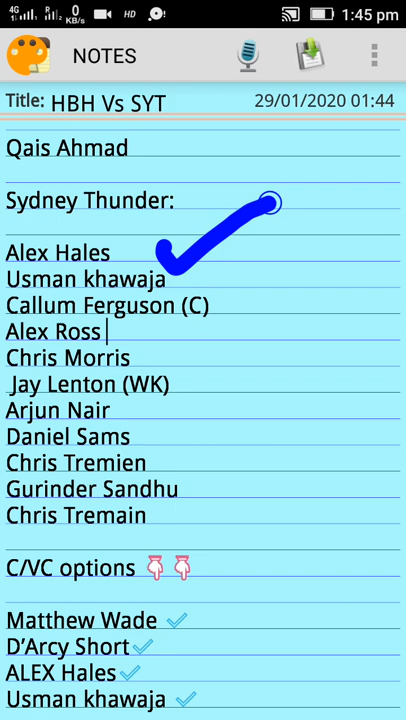 4G R 0 KB/s HD 1:45 pm
NOTES
Title: HBH Vs SYT 29/01/2020 01:44
Qais Ahmad
Sydney Thunder:
Alex Hales
Usman khawaja
Callum Ferguson (C)
Alex Ross
Chris Morris
Jay Lenton (WK)
Arjun Nair
Daniel Sams
Chris Tremien
Gurinder Sandhu
Chris Tremain
C/VC options 👇👇
Matthew Wade ✓
D’Arcy Short✓
ALEX Hales✓
Usman khawaja ✓